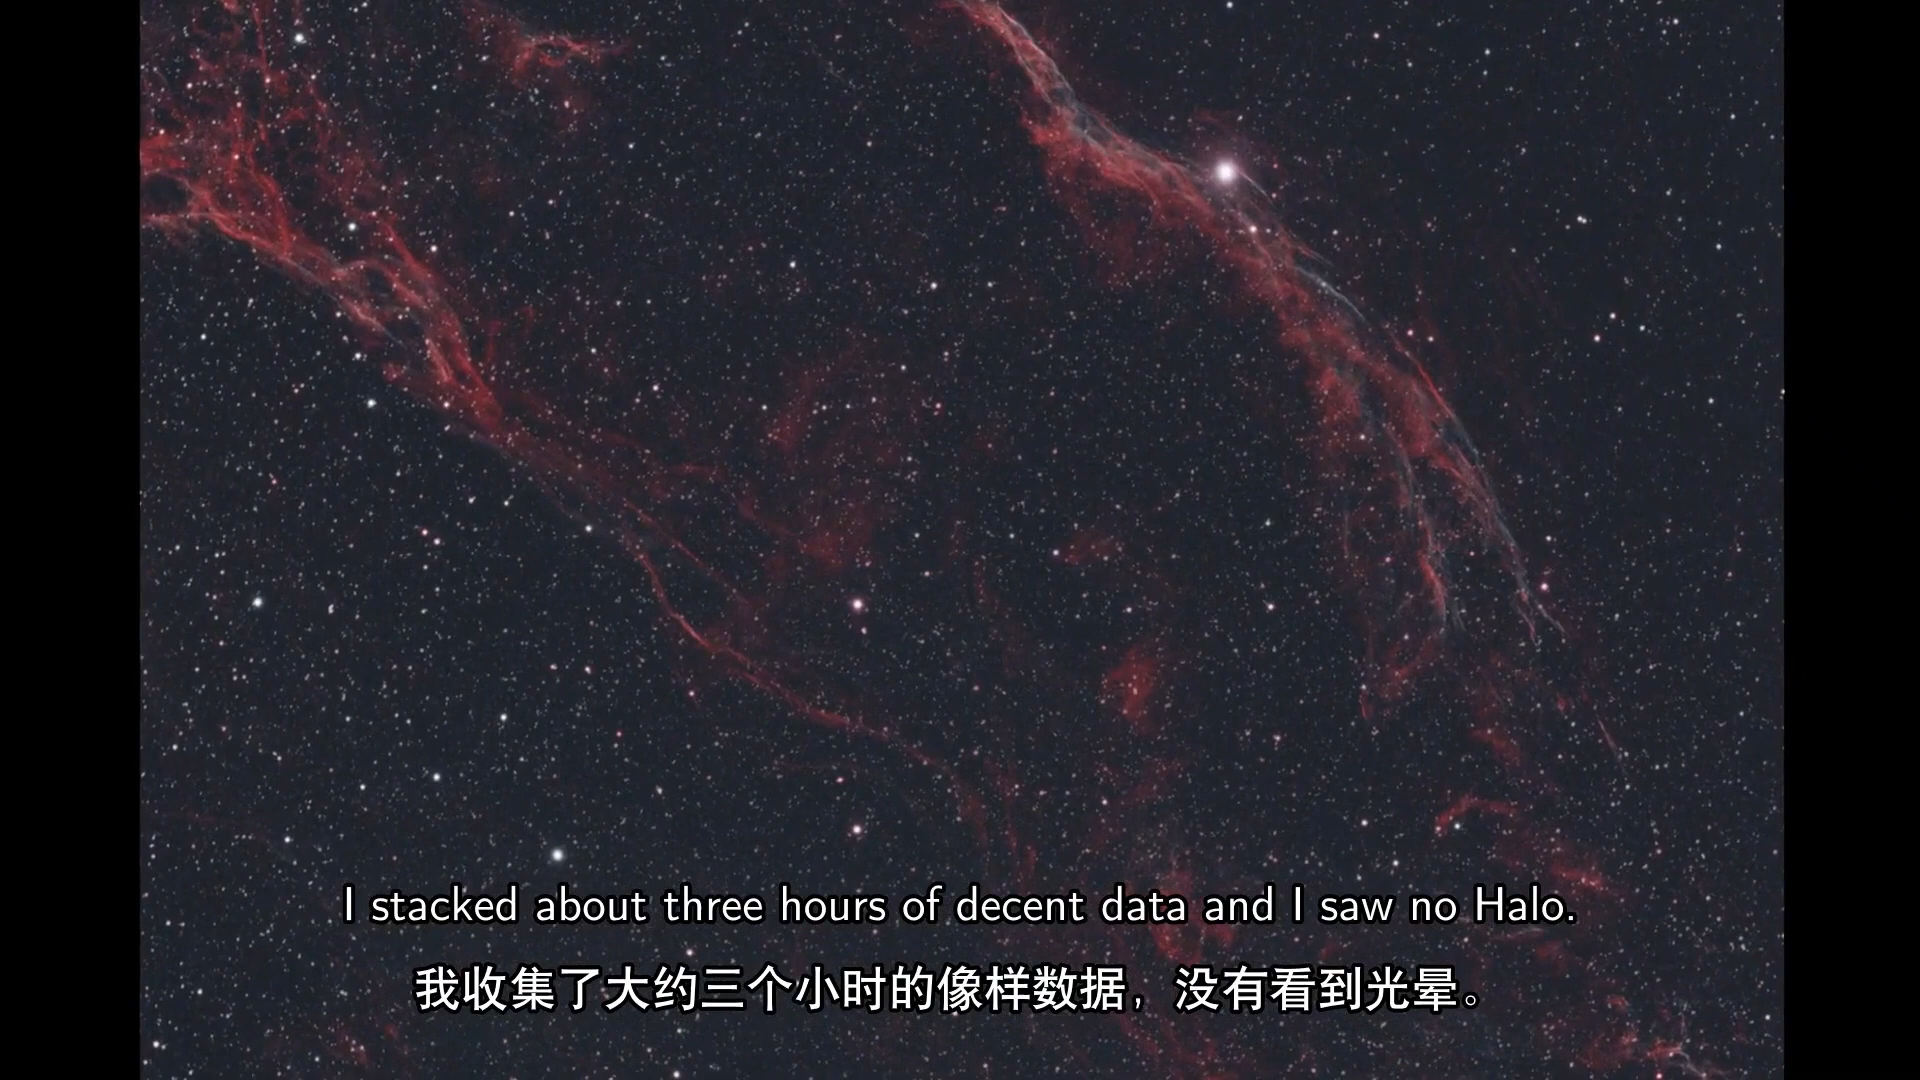 I stacked about three hours of decent data and I saw no Halo.
我收集了大约三个小时的像样数据，没有看到光晕。